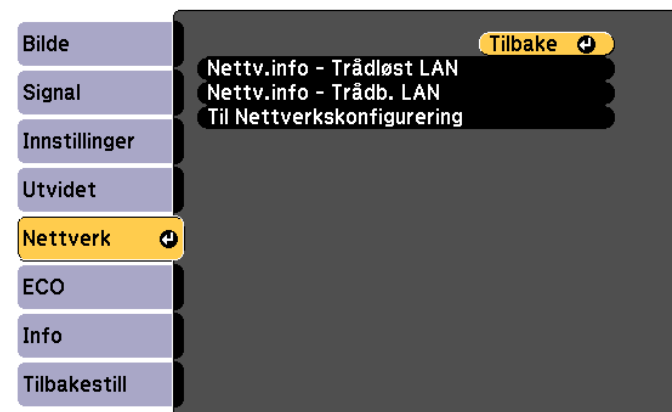 Bilde
Signal
Innstillinger
Utvidet
Nettverk
ECO
Info
Tilbakestill
Tilbake
Nettv.info - Trådløst LAN
Nettv.info - Trådb. LAN
Til Nettverkskonfigurering